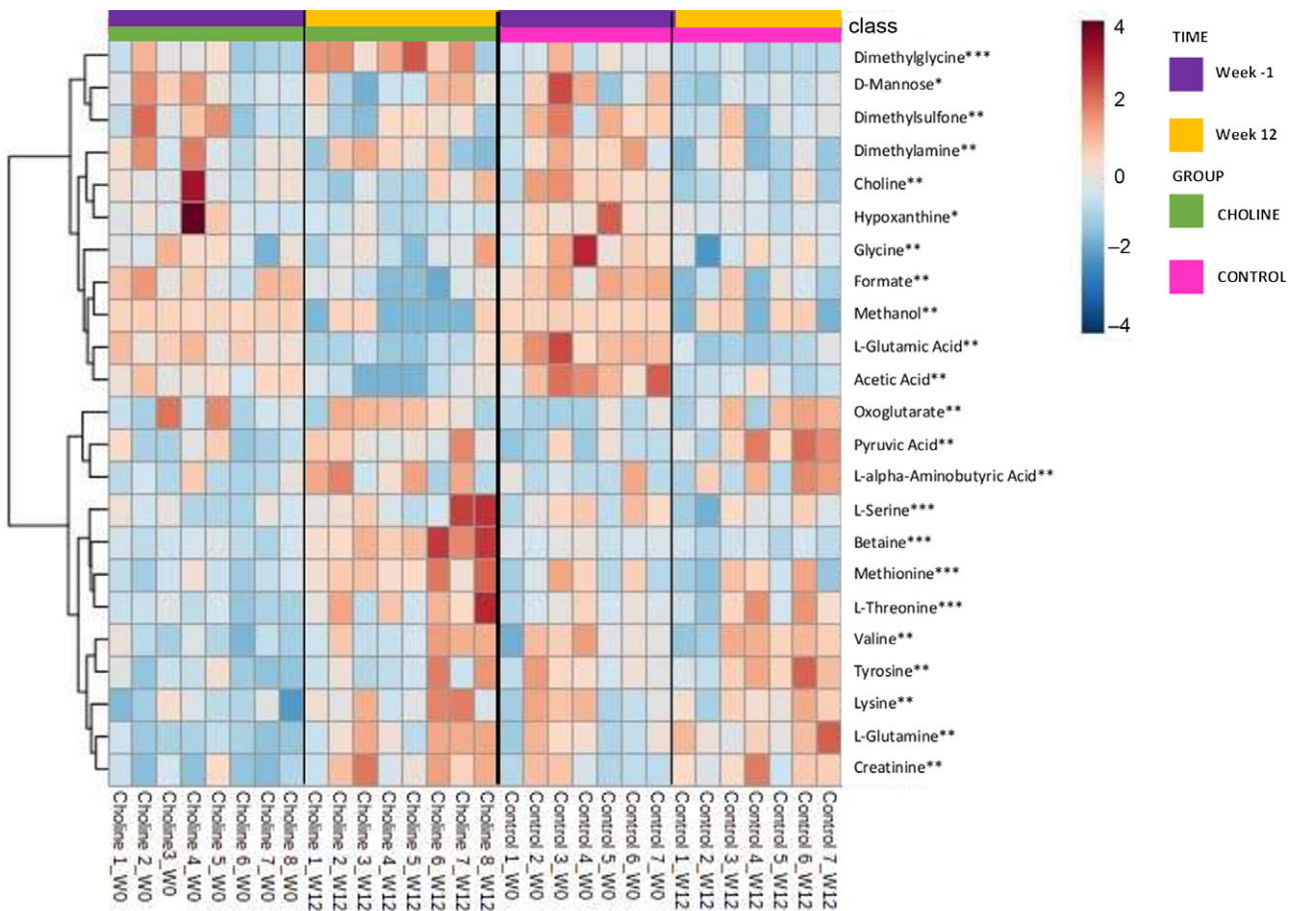 class
Dimethylglycine***
D-Mannose*
Dimethylsulfone**
Dimethylamine**
Choline**
Hypoxanthine*
Glycine**
Formate**
Methanol**
L-Glutamic Acid**
Acetic Acid**
Oxoglutarate**
Pyruvic Acid**
L-alpha-Aminobutyric Acid**
L-Serine***
Betaine***
Methionine***
L-Threonine***
Valine**
Tyrosine**
Lysine**
L-Glutamine**
Creatinine**
4
2
0
–2
–4
TIME
Week -1
Week 12
GROUP
CHOLINE
CONTROL
Choline 1_W0
Choline 2_W0
Choline3_W0
Choline 4_W0
Choline 5_W0
Choline 6_W0
Choline 7_W0
Choline 8_W0
Choline 1_W12
Choline 2_W12
Choline 3_W12
Choline 4_W12
Choline 5_W12
Choline 6_W12
Choline 7_W12
Choline 8_W12
Control 1_W0
Control 2_W0
Control 3_W0
Control 4_W0
Control 5_W0
Control 6_W0
Control 7_W0
Control 1_W12
Control 2_W12
Control 3_W12
Control 4_W12
Control 5_W12
Control 6_W12
Control 7_W12